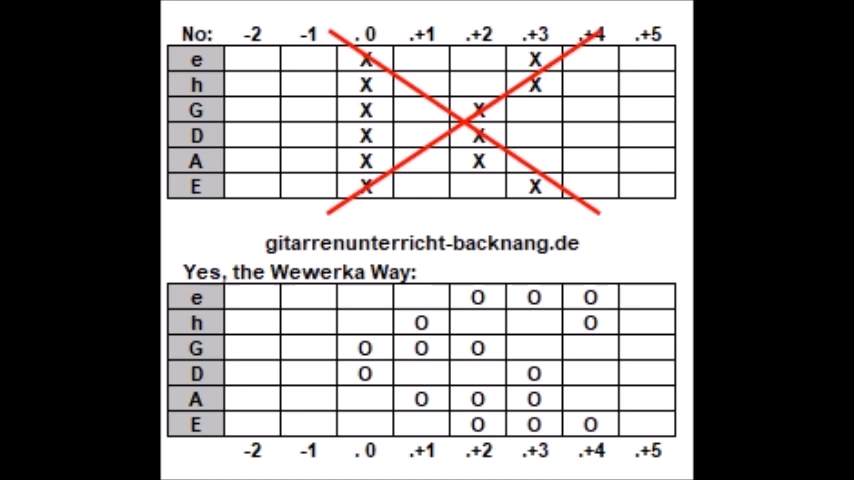 No: -2 -1 . 0 .+1 .+2 .+3 .+4 .+5
e X X
h X X
G X X
D X X
A X X
E X X
gitarrenunterricht-backnang.de
Yes, the Wewerka Way:
e O O O
h O O
G O O O
D O O
A O O O
E O O O
-2 -1 . 0 .+1 .+2 .+3 .+4 .+5